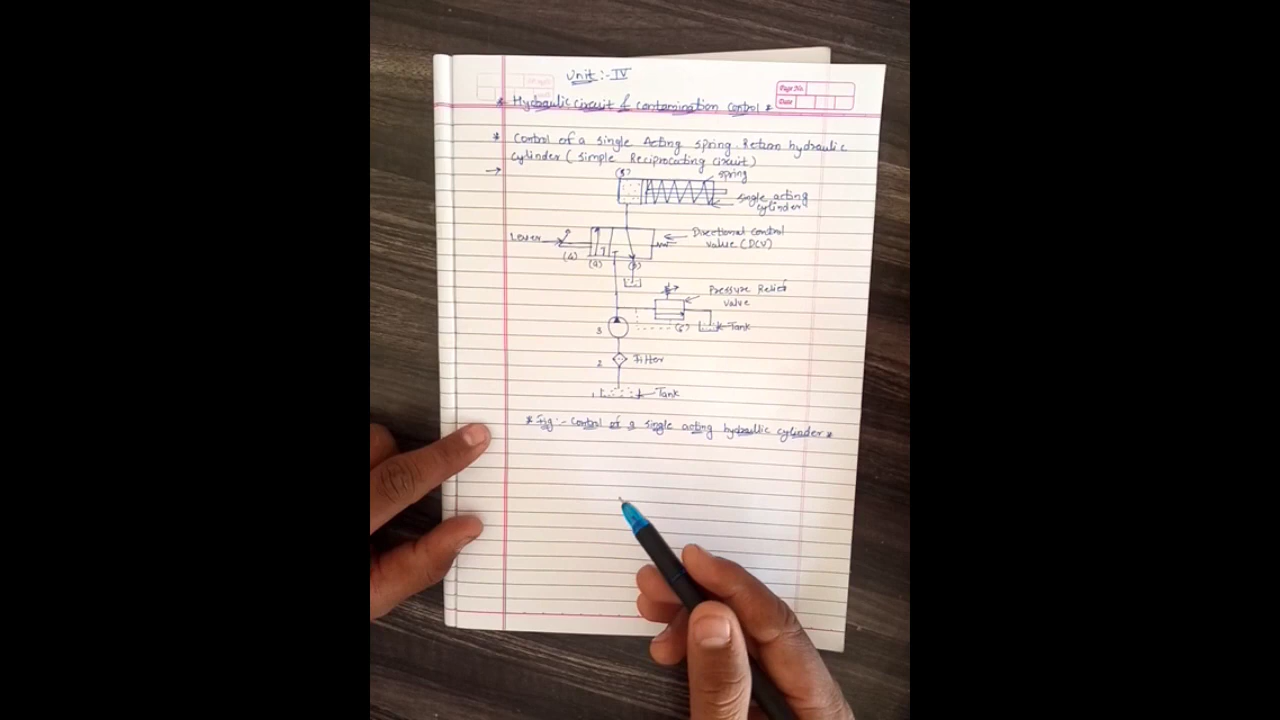 Unit :- IV
* Hydraulic circuit & contamination control *
Page No.
Date
* Control of a single Acting spring. Return hydraulic
cylinder ( simple Reciprocating circuit )
→
(5)
spring
single acting
cylinder
Lever
Directional control
valve (DCV)
(4)
(a)
Pressure Relief
valve
3
(6)
Tank
2
Filter
1
Tank
* Fig :- Control of a single acting hydraulic cylinder *